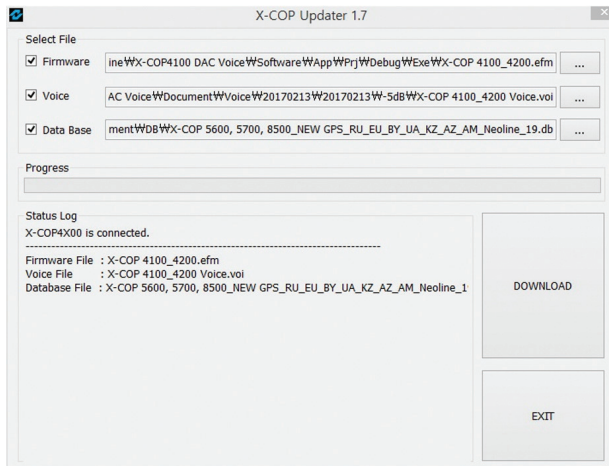 X-COP Updater 1.7
Select File
Firmware ine₩X-COP4100 DAC Voice₩Software₩App₩Prj₩Debug₩Exe₩X-COP 4100_4200.efm ...
Voice AC Voice₩Document₩Voice₩20170213₩20170213₩-5dB₩X-COP 4100_4200 Voice.voi ...
Data Base ment₩DB₩X-COP 5600, 5700, 8500_NEW GPS_RU_EU_BY_UA_KZ_AZ_AM_Neoline_19.db ...
Progress
Status Log
X-COP4X00 is connected.
--------------------------------------------------------------------------------
Firmware File : X-COP 4100_4200.efm
Voice File : X-COP 4100_4200 Voice.voi
Database File : X-COP 5600, 5700, 8500_NEW GPS_RU_EU_BY_UA_KZ_AZ_AM_Neoline_1
DOWNLOAD
EXIT